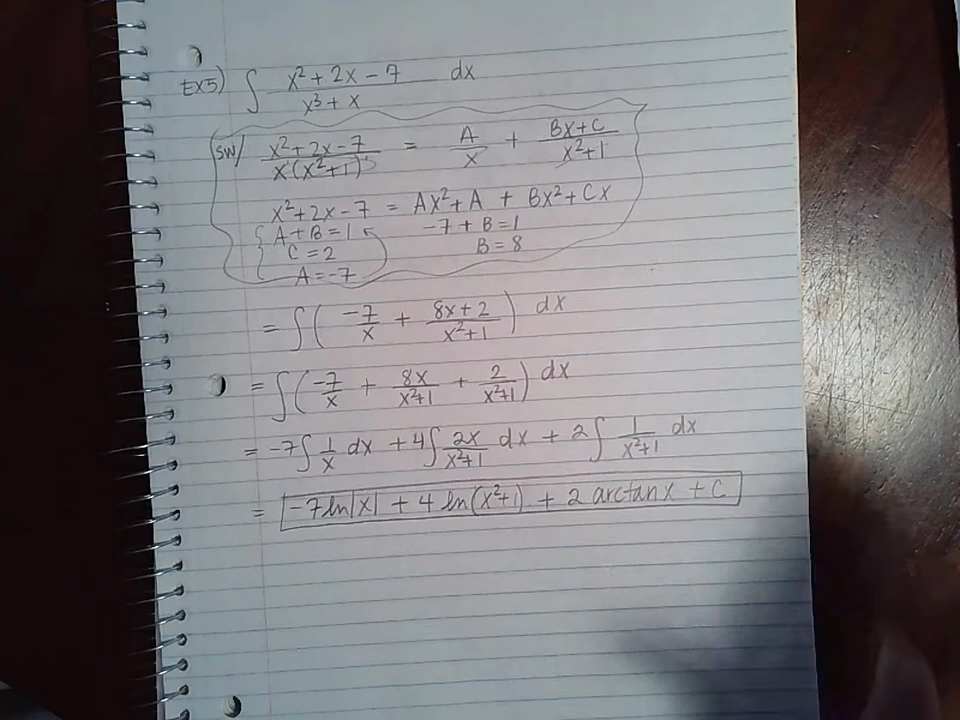 Ex5) ∫ (x² + 2x - 7)/(x³ + x) dx
SW/ (x² + 2x - 7)/(x(x² + 1)) = A/x + (Bx + C)/(x² + 1)
x² + 2x - 7 = Ax² + A + Bx² + Cx
A + B = 1 -7 + B = 1
C = 2 B = 8
A = -7
= ∫ ( -7/x + (8x + 2)/(x² + 1) ) dx
= ∫ ( -7/x + 8x/(x² + 1) + 2/(x² + 1) ) dx
= -7 ∫ 1/x dx + 4 ∫ 2x/(x² + 1) dx + 2 ∫ 1/(x² + 1) dx
= -7 ln|x| + 4 ln(x² + 1) + 2 arctan x + C